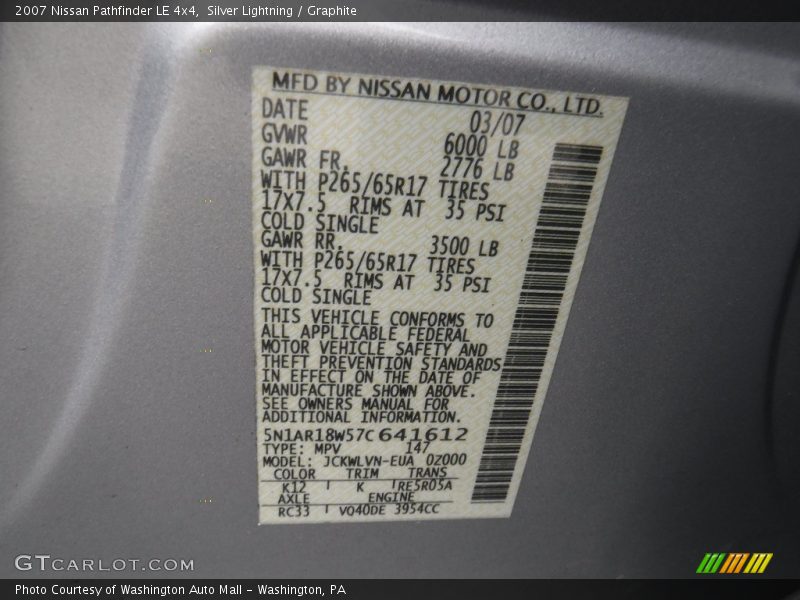 2007 Nissan Pathfinder LE 4x4, Silver Lightning / Graphite
MFD BY NISSAN MOTOR CO., LTD.
DATE 03/07
GVWR 6000 LB
GAWR FR. 2776 LB
WITH P265/65R17 TIRES
17X7.5 RIMS AT 35 PSI
COLD SINGLE
GAWR RR. 3500 LB
WITH P265/65R17 TIRES
17X7.5 RIMS AT 35 PSI
COLD SINGLE
THIS VEHICLE CONFORMS TO
ALL APPLICABLE FEDERAL
MOTOR VEHICLE SAFETY AND
THEFT PREVENTION STANDARDS
IN EFFECT ON THE DATE OF
MANUFACTURE SHOWN ABOVE.
SEE OWNERS MANUAL FOR
ADDITIONAL INFORMATION.
5N1AR18W57C641612
TYPE: MPV 147
MODEL: JCKWLVN-EUA 0Z000
COLOR TRIM TRANS
K12 K RE5R05A
AXLE ENGINE
RC33 VQ40DE 3954CC
GTCARLOT.COM
Photo Courtesy of Washington Auto Mall - Washington, PA